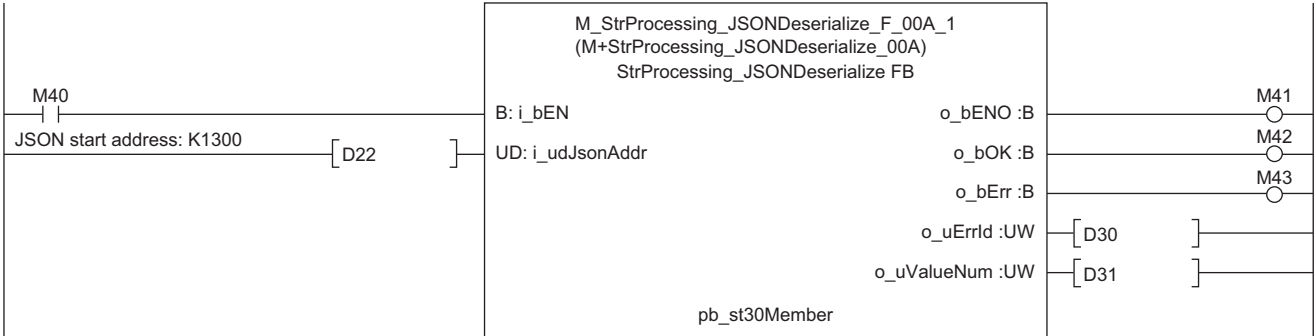 M_StrProcessing_JSONDeserialize_F_00A_1
(M+StrProcessing_JSONDeserialize_00A)
StrProcessing_JSONDeserialize FB
M40
B: i_bEN
o_bENO :B
M41
JSON start address: K1300
D22
UD: i_udJsonAddr
o_bOK :B
M42
o_bErr :B
M43
o_uErrId :UW
D30
o_uValueNum :UW
D31
pb_st30Member